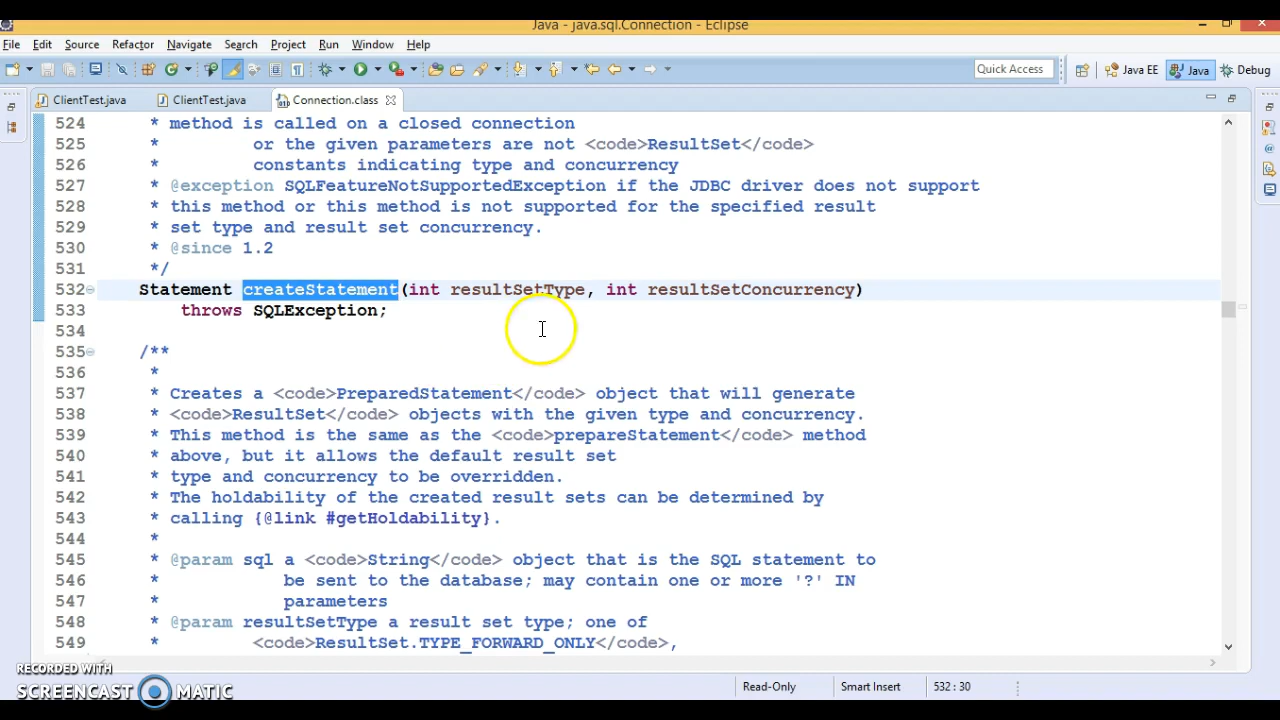 Java - java.sql.Connection - Eclipse
File Edit Source Refactor Navigate Search Project Run Window Help
Quick Access Java EE Java Debug
ClientTest.java ClientTest.java Connection.class
524 * method is called on a closed connection
525 * or the given parameters are not <code>ResultSet</code>
526 * constants indicating type and concurrency
527 * @exception SQLFeatureNotSupportedException if the JDBC driver does not support
528 * this method or this method is not supported for the specified result
529 * set type and result set concurrency.
530 * @since 1.2
531 */
532 Statement createStatement(int resultSetType, int resultSetConcurrency)
533 throws SQLException;
534
535 /**
536 *
537 * Creates a <code>PreparedStatement</code> object that will generate
538 * <code>ResultSet</code> objects with the given type and concurrency.
539 * This method is the same as the <code>prepareStatement</code> method
540 * above, but it allows the default result set
541 * type and concurrency to be overridden.
542 * The holdability of the created result sets can be determined by
543 * calling {@link #getHoldability}.
544 *
545 * @param sql a <code>String</code> object that is the SQL statement to
546 * be sent to the database; may contain one or more '?' IN
547 * parameters
548 * @param resultSetType a result set type; one of
549 * <code>ResultSet.TYPE_FORWARD_ONLY</code>,
RECORDED WITH
SCREENCAST MATIC
Read-Only Smart Insert 532 : 30